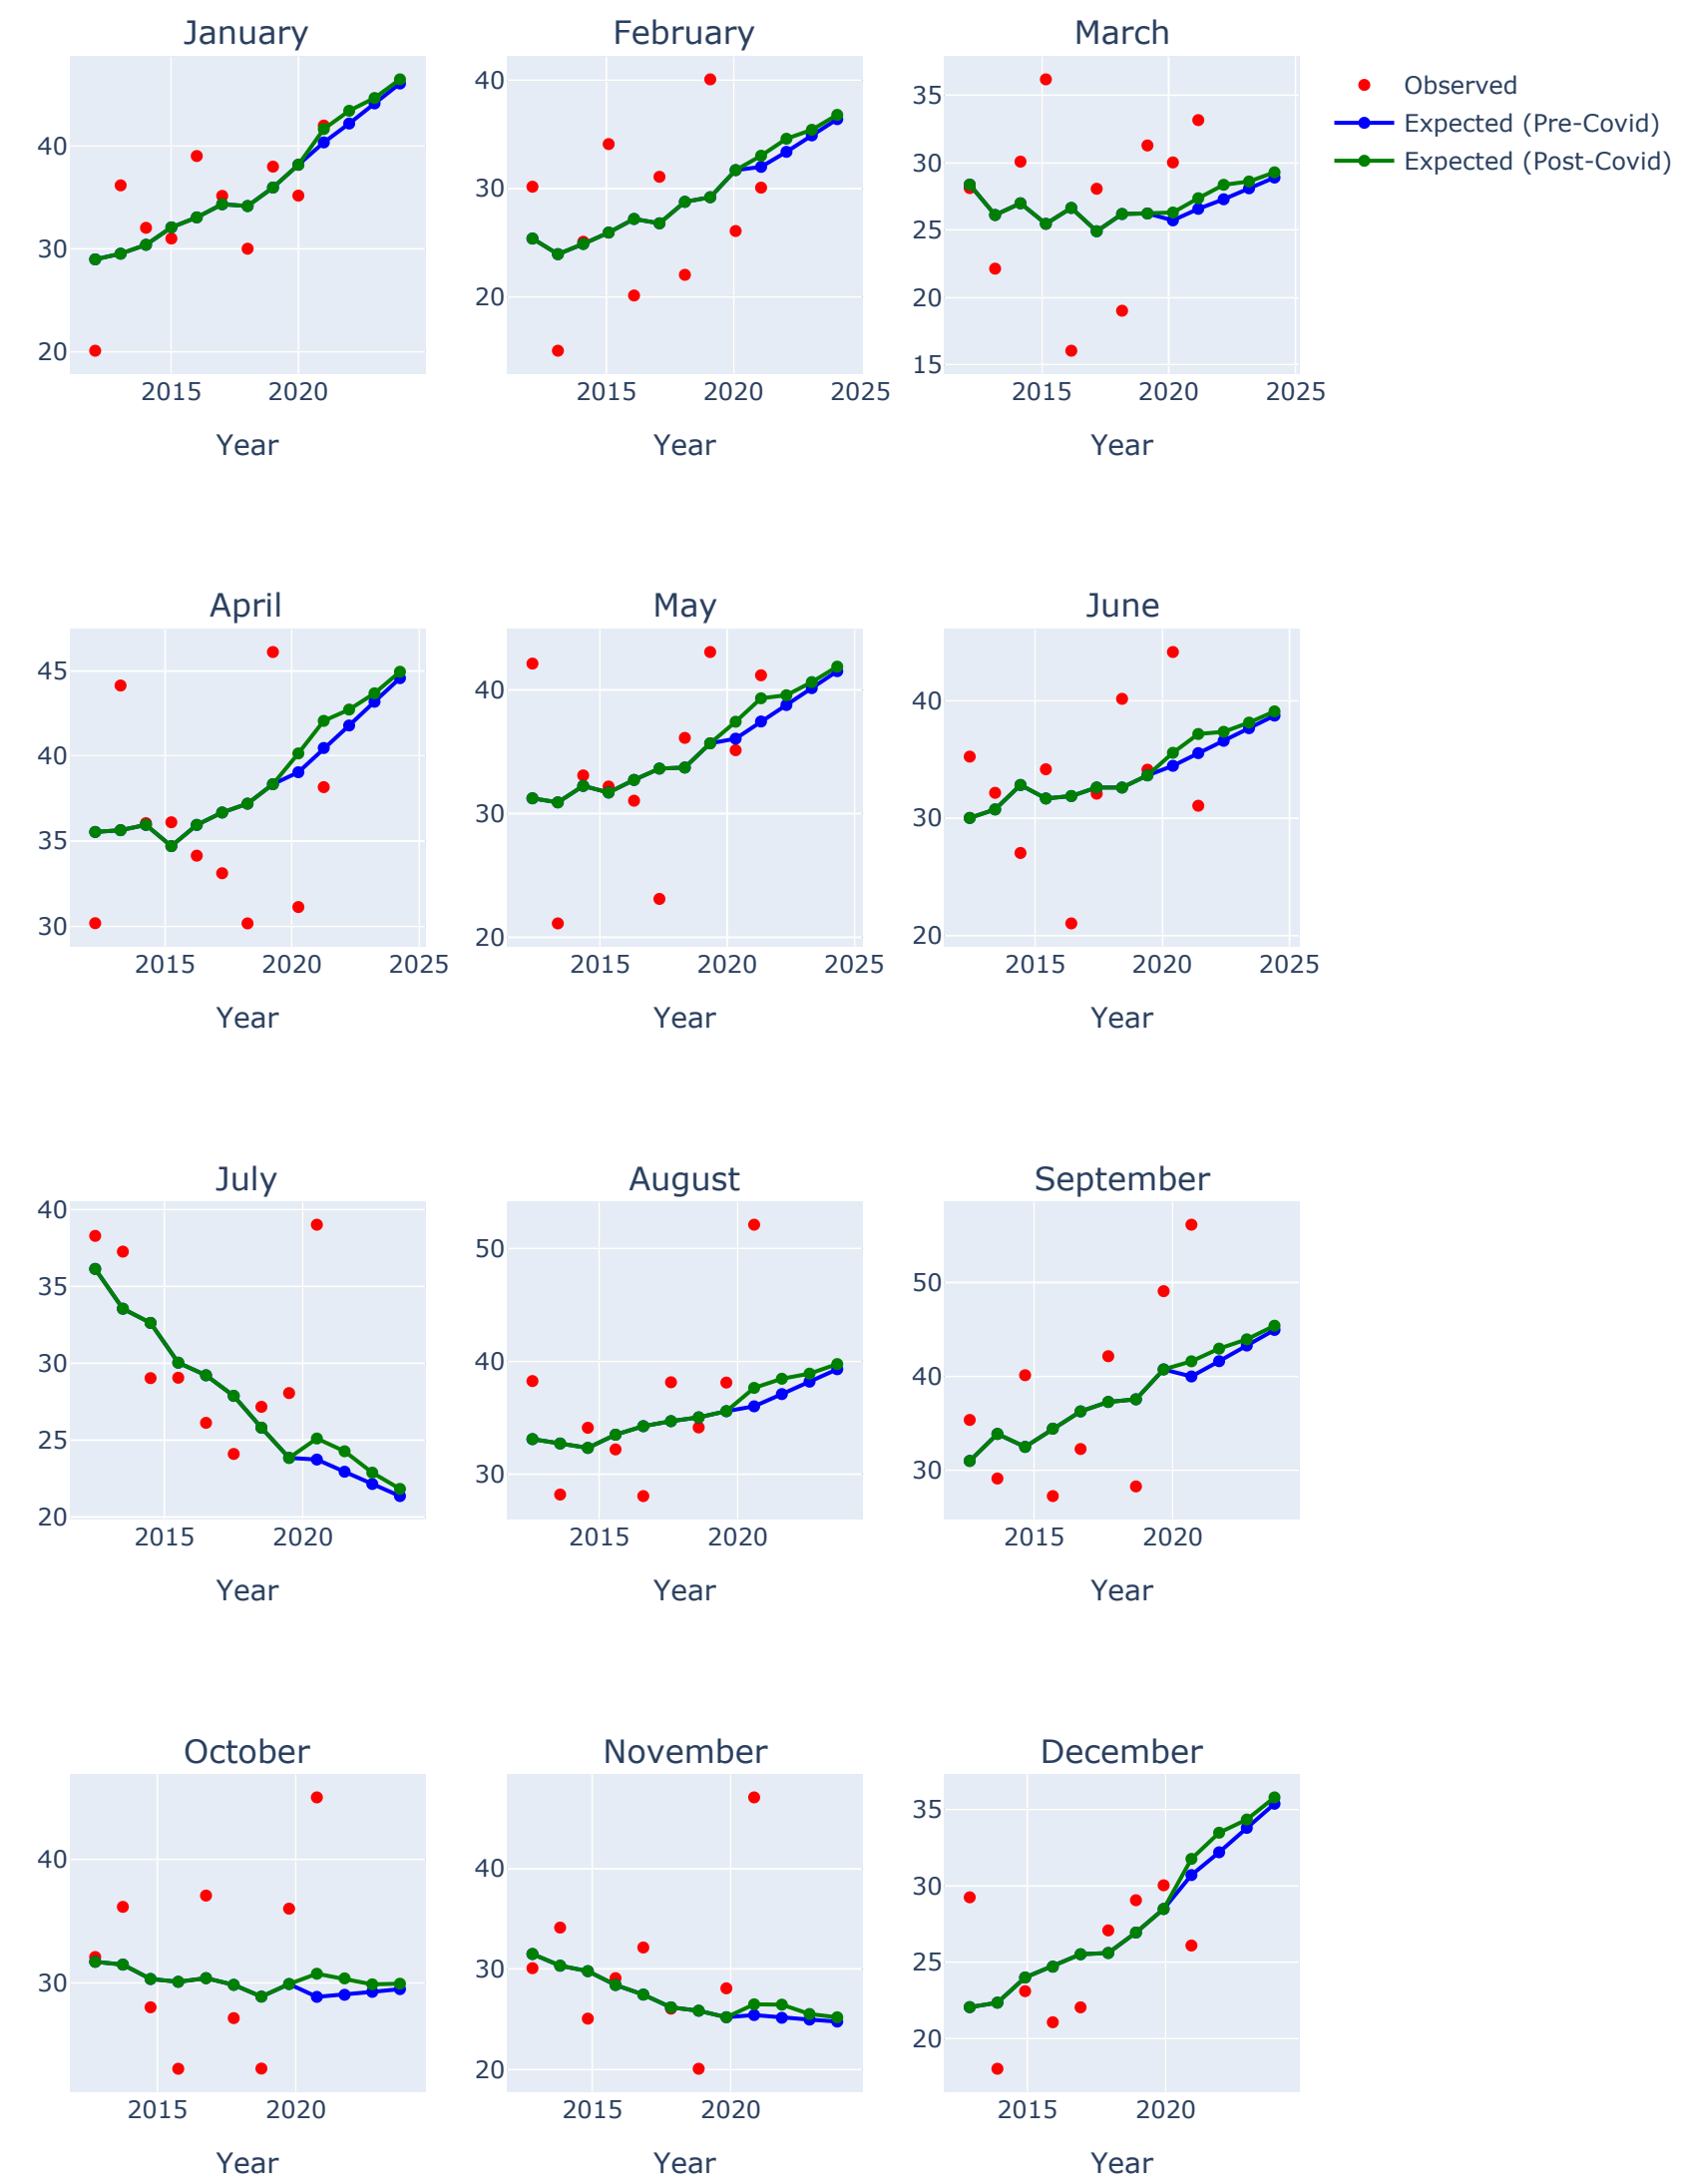 January
February
March
40
30
20
2015
2020
Year
40
30
20
2015
2020
2025
Year
35
30
25
20
15
2015
2020
2025
Year
Observed
Expected (Pre-Covid)
Expected (Post-Covid)
April
May
June
45
40
35
30
2015
2020
2025
Year
40
30
20
2015
2020
2025
Year
40
30
20
2015
2020
2025
Year
July
August
September
40
35
30
25
20
2015
2020
Year
50
40
30
2015
2020
Year
50
40
30
2015
2020
Year
October
November
December
40
30
2015
2020
Year
40
30
20
2015
2020
Year
35
30
25
20
2015
2020
Year